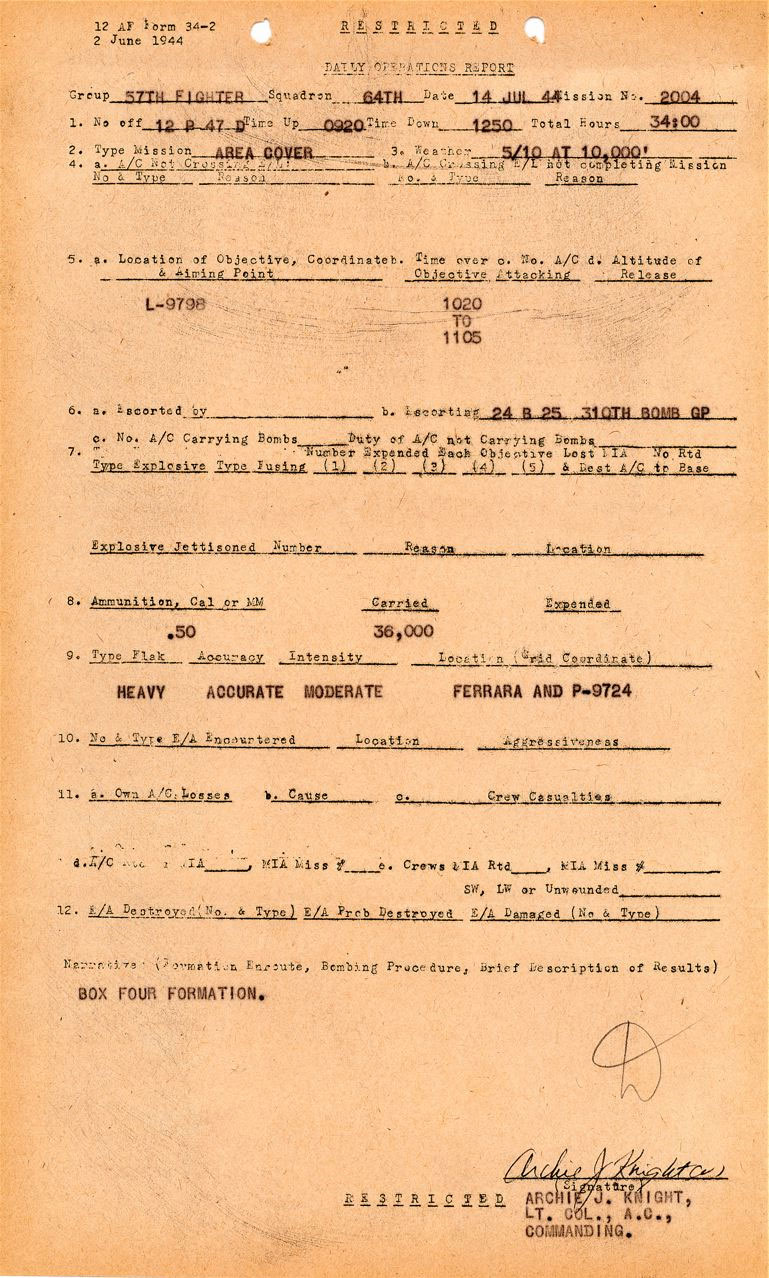 12 AF Form 34-2
RESTRICTED
2 June 1944
DAILY OPERATIONS REPORT
Group 57TH FIGHTER Squadron 64TH Date 14 JUL 44 Mission No. 2004
1. No off 12 P 47 D Time Up 0920 Time Down 1250 Total Hours 34:00
2. Type Mission AREA COVER 3. Weather 5/10 AT 10,000'
4. a. A/C Not Crossing E/L: b. A/C Crossing E/L not completing Mission
No & Type Reason No. & Type Reason
5. a. Location of Objective, Coordinate b. Time over c. No. A/C d. Altitude of
& Aiming Point Objective Attacking Release
L-9798 1020
TO
1105
6. a. Escorted by b. Escorting 24 B 25 310TH BOMB GP
c. No. A/C Carrying Bombs Duty of A/C not Carrying Bombs
7. Number Expended Each Objective Lost MIA No Rtd
Type Explosive Type Fusing (1) (2) (3) (4) (5) & Dest A/C to Base
Explosive Jettisoned Number Reason Location
8. Ammunition, Cal or MM Carried Expended
.50 36,000
9. Type Flak Accuracy Intensity Location (Grid Coordinate)
HEAVY ACCURATE MODERATE FERRARA AND P-9724
10. No & Type E/A Encountered Location Aggressiveness
11. a. Own A/C Losses b. Cause c. Crew Casualties
d. A/C MIA , MIA Miss # e. Crews MIA Rtd , MIA Miss #
SW, LW or Unwounded
12. E/A Destroyed (No. & Type) E/A Prob Destroyed E/A Damaged (No & Type)
Narrative: (Formation Enroute, Bombing Procedure, Brief Description of Results)
BOX FOUR FORMATION.
Archie J Knight
(Signature)
RESTRICTED
ARCHIE J. KNIGHT,
LT. COL., A.C.,
COMMANDING.